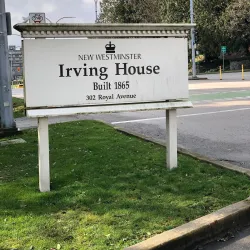 NEW WESTMINSTER
Irving House
Built 1865
302 Royal Avenue